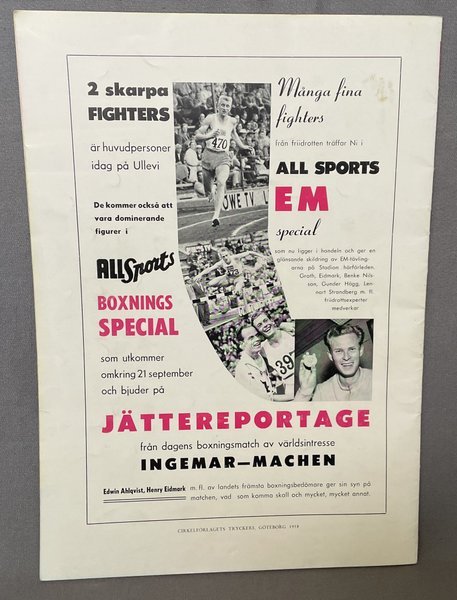 2 skarpa
FIGHTERS
är huvudpersoner
idag på Ullevi
De kommer också att
vara dominerande
figurer i
ALL Sports
BOXNINGS
SPECIAL
som utkommer
omkring 21 september
och bjuder på
Många fina
fighters
från friidrotten träffar Ni i
ALL SPORTS
EM
special
som nu ligger i handeln och ger en
glänsande skildring av EM-tävling-
arna på Stadion härförleden.
Groth, Eidmark, Benke Nils-
son, Gunder Hägg, Len-
nart Strandberg m. fl.
friidrottsexperter
medverkar
470
OWE TV
397
JÄTTEREPORTAGE
från dagens boxningsmatch av världsintresse
INGEMAR—MACHEN
Edwin Ahlqvist, Henry Eidmark m. fl. av landets främsta boxningsbedömare ger sin syn på
matchen, vad som komma skall och mycket, mycket annat.
CIRKELFÖRLAGETS TRYCKERI, GÖTEBORG 1958